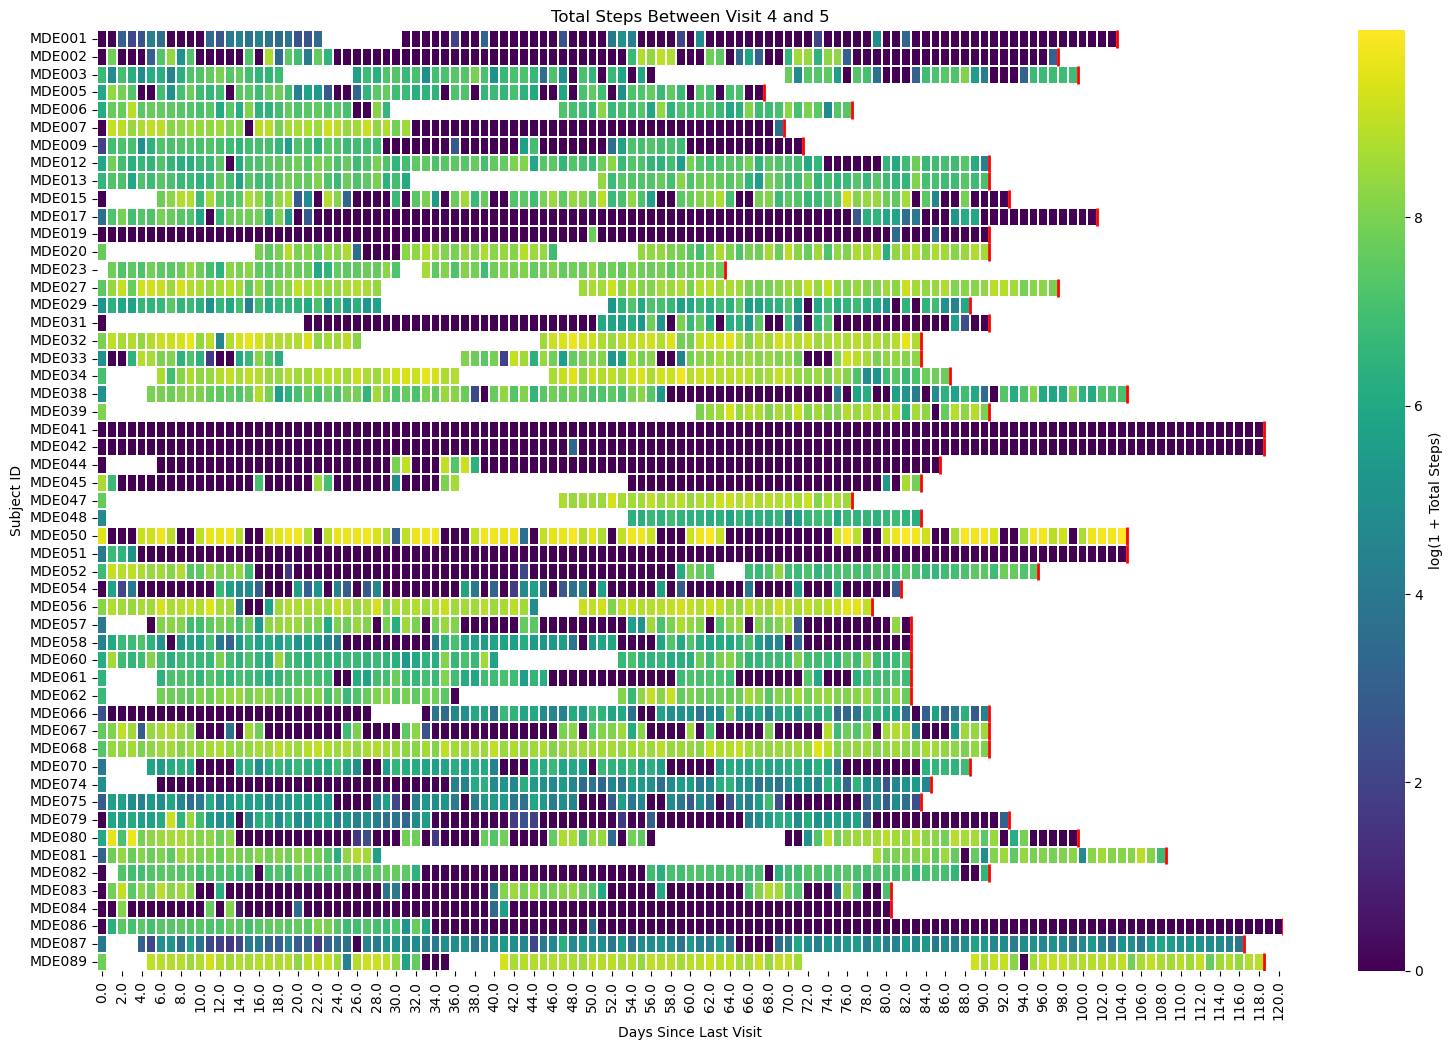 Total Steps Between Visit 4 and 5
MDE001
MDE002
MDE003
MDE005
MDE006
MDE007
MDE009
MDE012
MDE013
MDE015
MDE017
MDE019
MDE020
MDE023
MDE027
MDE029
MDE031
MDE032
MDE033
MDE034
MDE038
MDE039
MDE041
MDE042
MDE044
MDE045
MDE047
MDE048
MDE050
MDE051
MDE052
MDE054
MDE056
MDE057
MDE058
MDE060
MDE061
MDE062
MDE066
MDE067
MDE068
MDE070
MDE074
MDE075
MDE079
MDE080
MDE081
MDE082
MDE083
MDE084
MDE086
MDE087
MDE089
Subject ID
0.0 2.0 4.0 6.0 8.0 10.0 12.0 14.0 16.0 18.0 20.0 22.0 24.0 26.0 28.0 30.0 32.0 34.0 36.0 38.0 40.0 42.0 44.0 46.0 48.0 50.0 52.0 54.0 56.0 58.0 60.0 62.0 64.0 66.0 68.0 70.0 72.0 74.0 76.0 78.0 80.0 82.0 84.0 86.0 88.0 90.0 92.0 94.0 96.0 98.0 100.0 102.0 104.0 106.0 108.0 110.0 112.0 114.0 116.0 118.0 120.0
Days Since Last Visit
8
6
4
2
0
log(1 + Total Steps)